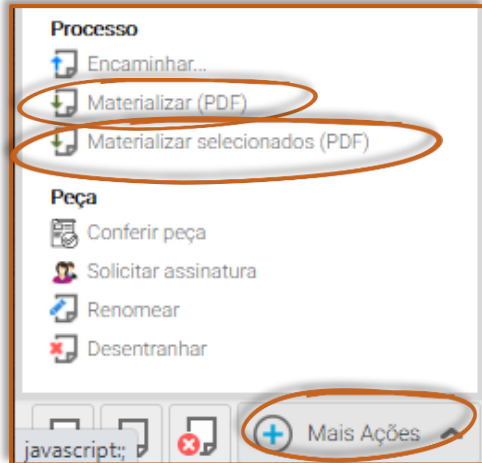 Processo
Encaminhar...
Materializar (PDF)
Materializar selecionados (PDF)
Peça
Conferir peça
Solicitar assinatura
Renomear
Desentranhar
Mais Ações
javascript:;